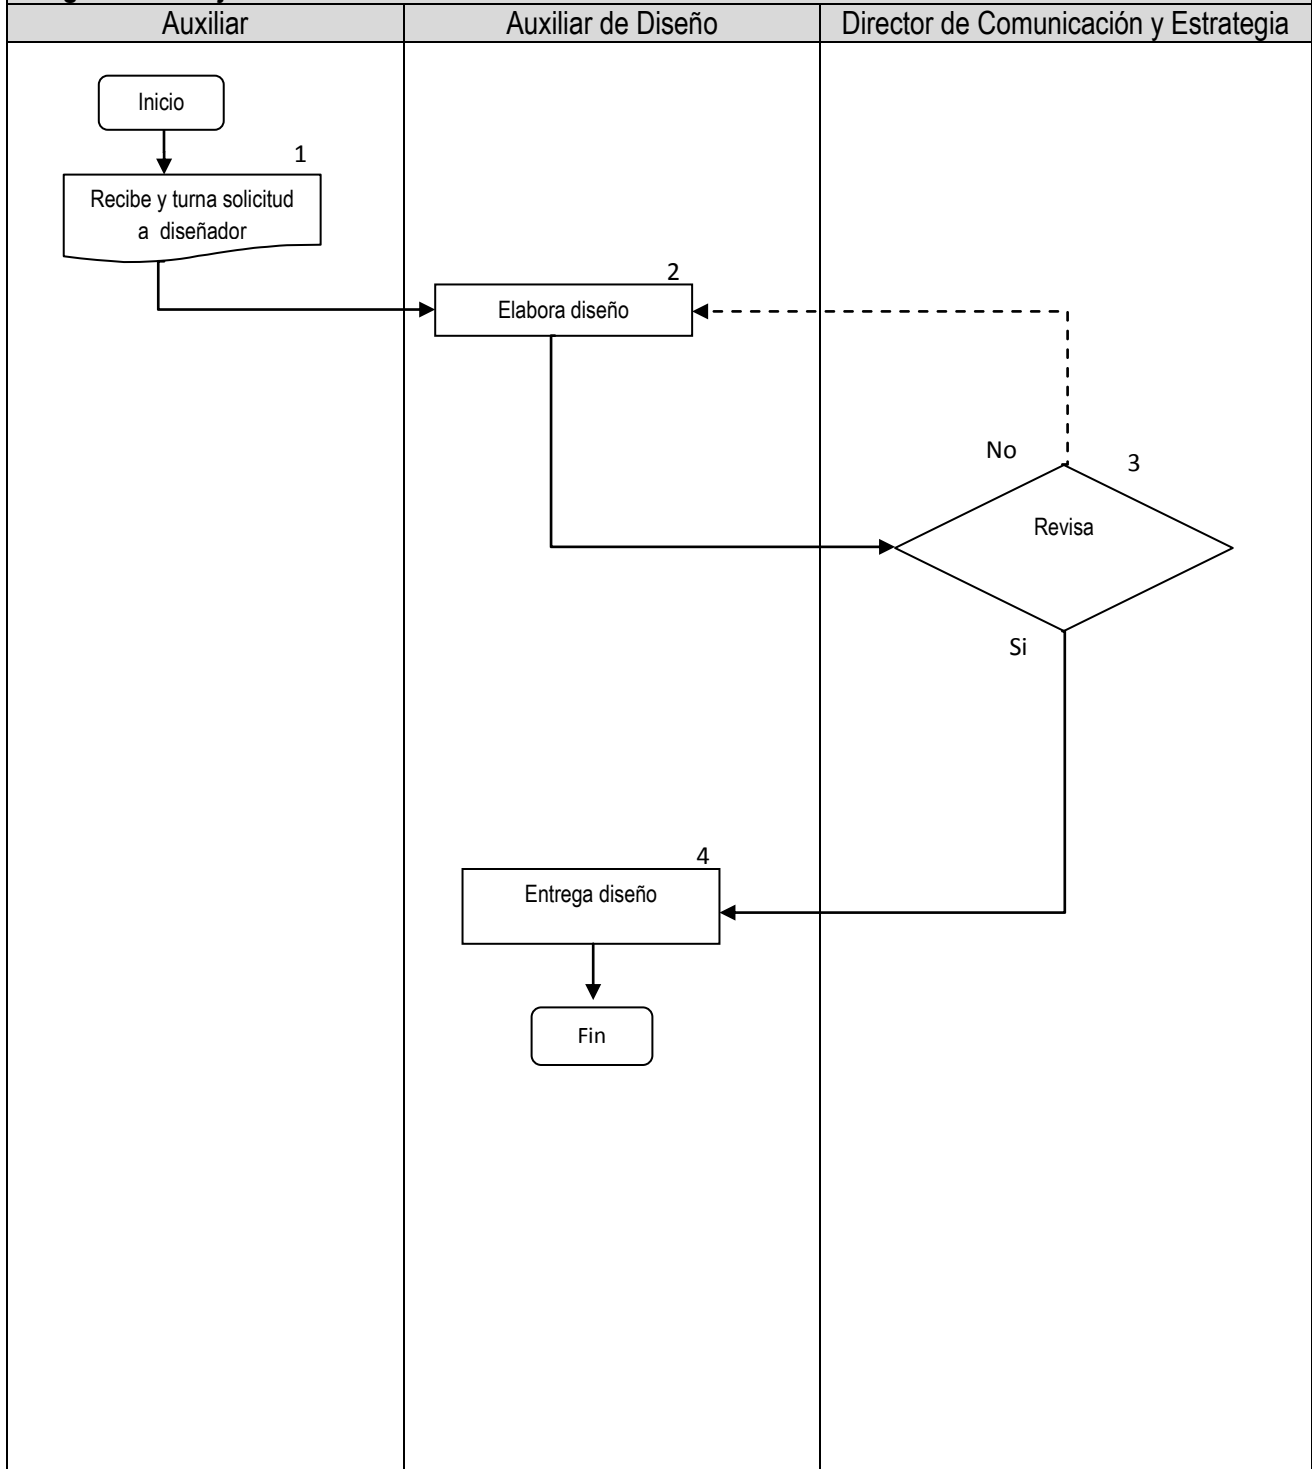 Auxiliar
Auxiliar de Diseño
Director de Comunicación y Estrategia
Inicio
1
Recibe y turna solicitud
a diseñador
2
Elabora diseño
No
3
Revisa
Si
4
Entrega diseño
Fin